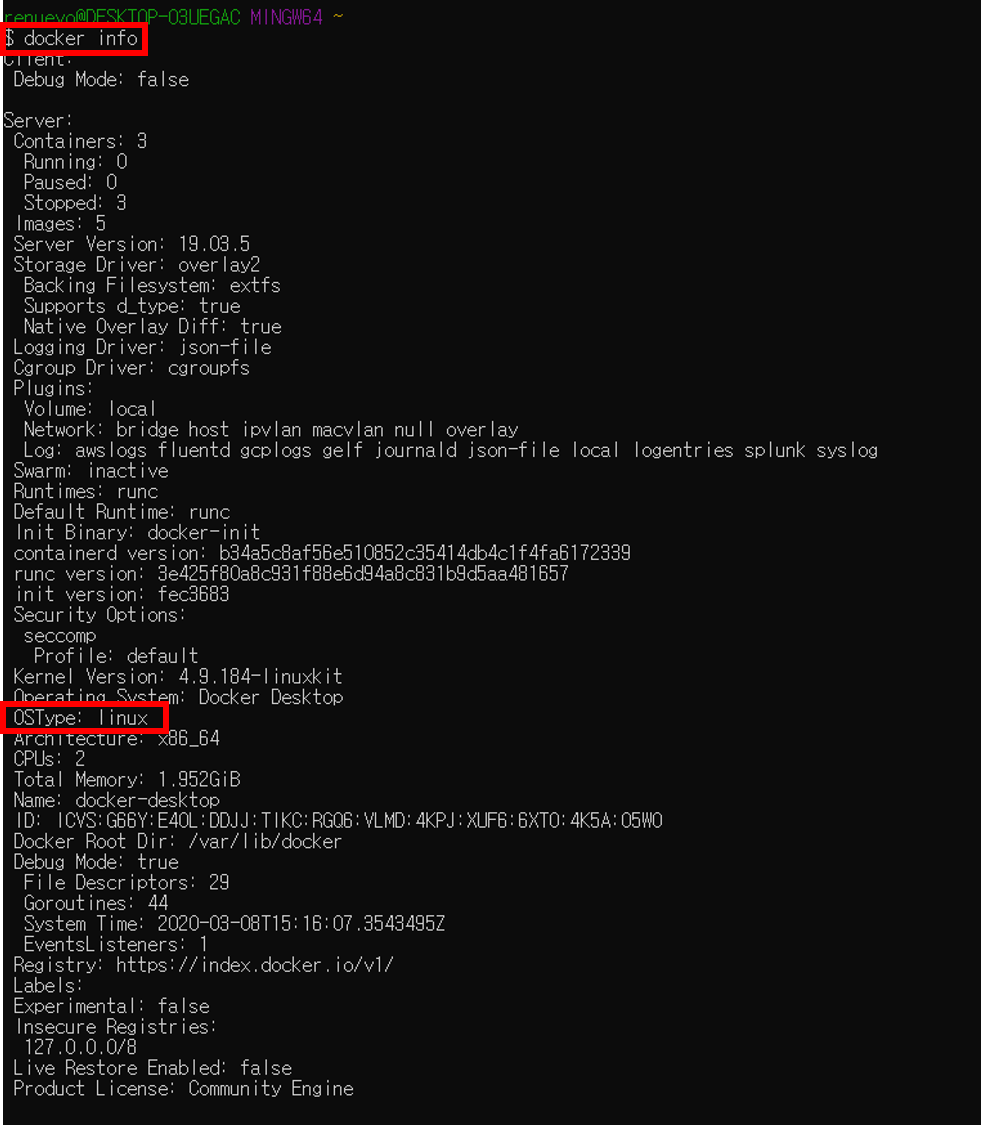 renuevo@DESKTOP-O3UEGAC MINGW64 ~
$ docker info
Client:
Debug Mode: false
Server:
Containers: 3
Running: 0
Paused: 0
Stopped: 3
Images: 5
Server Version: 19.03.5
Storage Driver: overlay2
Backing Filesystem: extfs
Supports d_type: true
Native Overlay Diff: true
Logging Driver: json-file
Cgroup Driver: cgroupfs
Plugins:
Volume: local
Network: bridge host ipvlan macvlan null overlay
Log: awslogs fluentd gcplogs gelf journald json-file local logentries splunk syslog
Swarm: inactive
Runtimes: runc
Default Runtime: runc
Init Binary: docker-init
containerd version: b34a5c8af56e510852c35414db4c1f4fa6172339
runc version: 3e425f80a8c931f88e6d94a8c831b9d5aa481657
init version: fec3683
Security Options:
seccomp
Profile: default
Kernel Version: 4.9.184-linuxkit
Operating System: Docker Desktop
OSType: linux
Architecture: x86_64
CPUs: 2
Total Memory: 1.952GiB
Name: docker-desktop
ID: ICVS:G66Y:E4OL:DDJJ:TIKC:RGQ6:VLMD:4KPJ:XUF6:6XTO:4K5A:O5WO
Docker Root Dir: /var/lib/docker
Debug Mode: true
File Descriptors: 29
Goroutines: 44
System Time: 2020-03-08T15:16:07.3543495Z
EventsListeners: 1
Registry: https://index.docker.io/v1/
Labels:
Experimental: false
Insecure Registries:
127.0.0.0/8
Live Restore Enabled: false
Product License: Community Engine